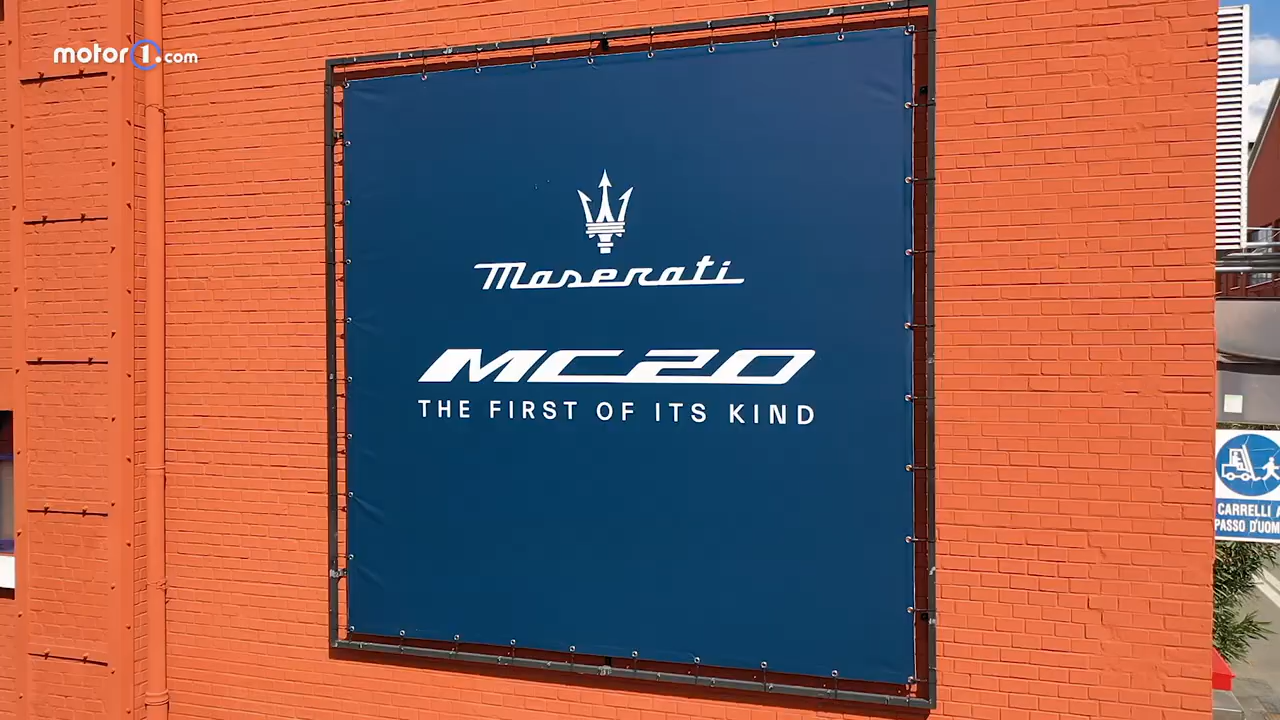 motor1.com
Maserati
MC20
THE FIRST OF ITS KIND
CARRELLI A
PASSO D'UOM